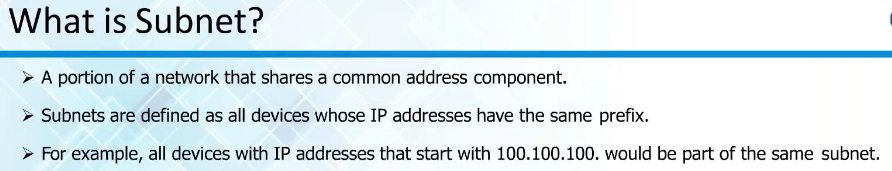 What is Subnet?
➢ A portion of a network that shares a common address component.
➢ Subnets are defined as all devices whose IP addresses have the same prefix.
➢ For example, all devices with IP addresses that start with 100.100.100. would be part of the same subnet.